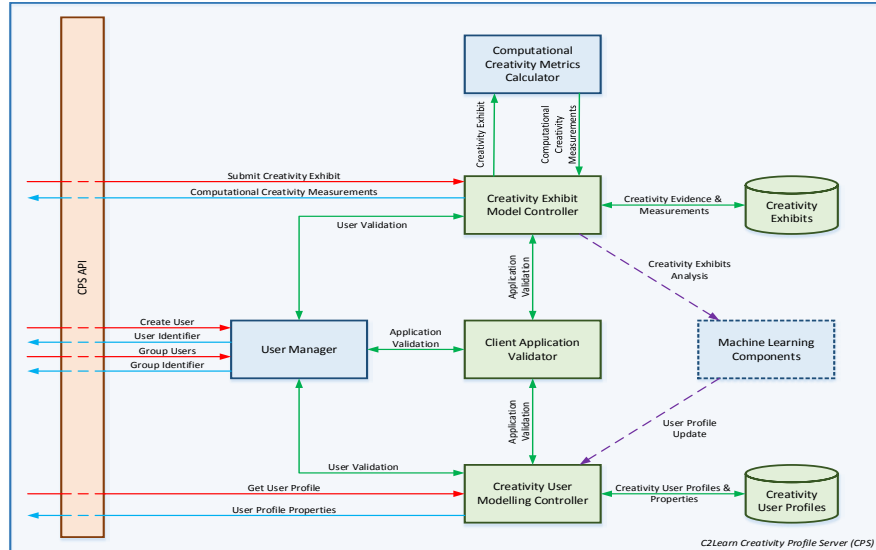 Computational
Creativity Metrics
Calculator
Creativity Exhibit
Computational
Creativity
Measurements
Submit Creativity Exhibit
Computational Creativity Measurements
Creativity Exhibit
Model Controller
Creativity Evidence &
Measurements
Creativity
Exhibits
User Validation
Application
Validation
Creativity Exhibits
Analysis
CPS API
Create User
User Identifier
Group Users
Group Identifier
User Manager
Application
Validation
Client Application
Validator
Machine Learning
Components
Application
Validation
User Profile
Update
User Validation
Get User Profile
User Profile Properties
Creativity User
Modelling Controller
Creativity User Profiles &
Properties
Creativity
User Profiles
C2Learn Creativity Profile Server (CPS)